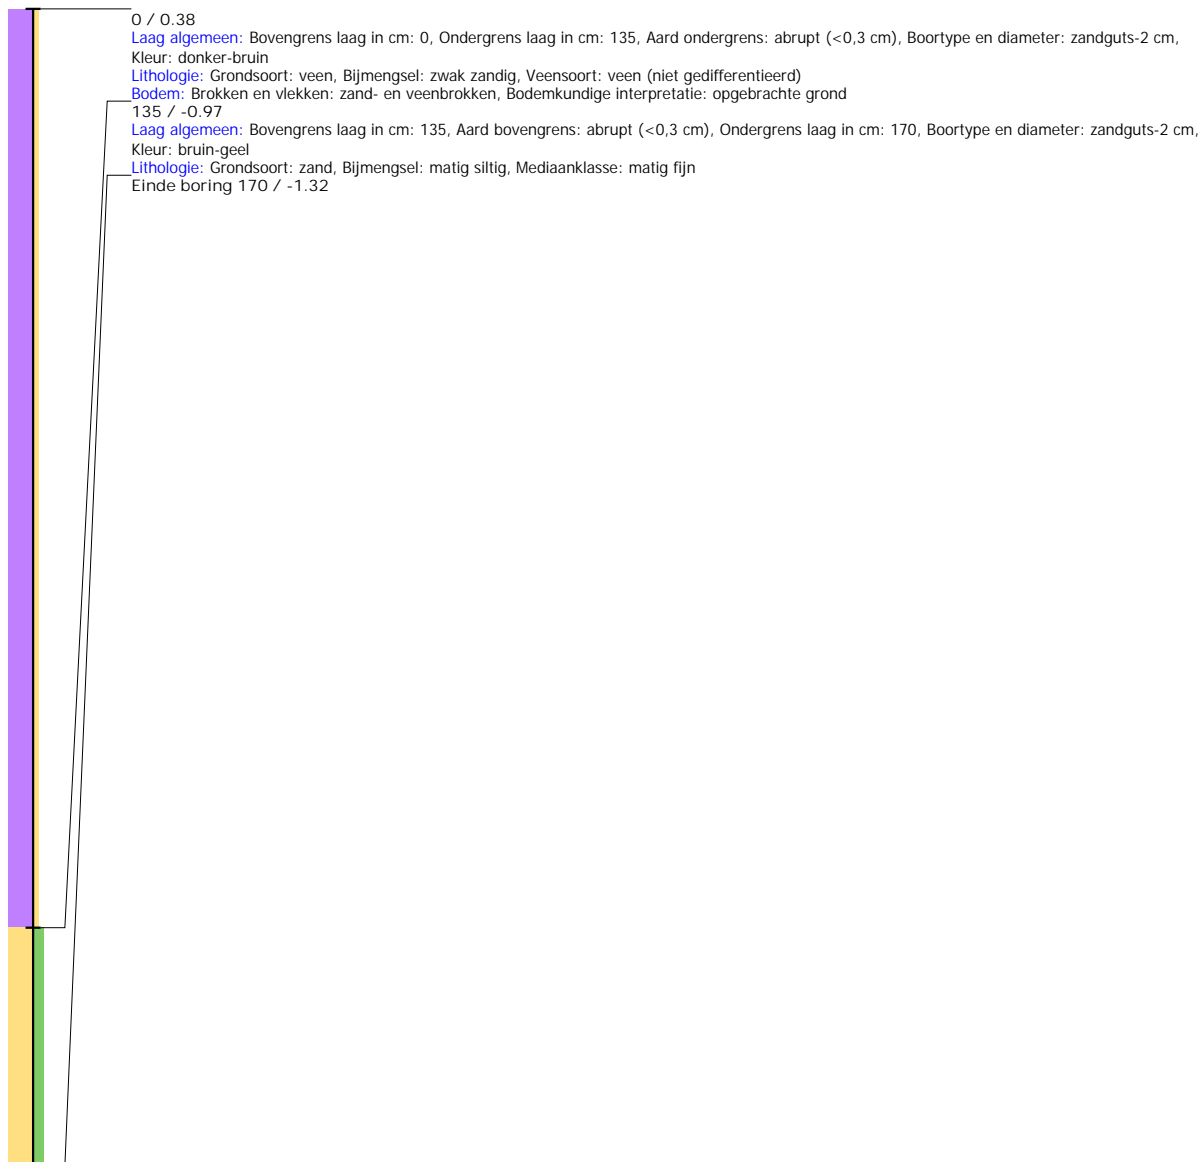 0 / 0.38
Laag algemeen: Bovengrens laag in cm: 0, Ondergrens laag in cm: 135, Aard ondergrens: abrupt (<0,3 cm), Boortype en diameter: zandguts-2 cm,
Kleur: donker-bruin
Lithologie: Grondsoort: veen, Bijmengsel: zwak zandig, Veensoort: veen (niet gedifferentieerd)
Bodem: Brokken en vlekken: zand- en veenbrokken, Bodemkundige interpretatie: opgebrachte grond
135 / -0.97
Laag algemeen: Bovengrens laag in cm: 135, Aard bovengrens: abrupt (<0,3 cm), Ondergrens laag in cm: 170, Boortype en diameter: zandguts-2 cm,
Kleur: bruin-geel
Lithologie: Grondsoort: zand, Bijmengsel: matig siltig, Mediaanklasse: matig fijn
Einde boring 170 / -1.32